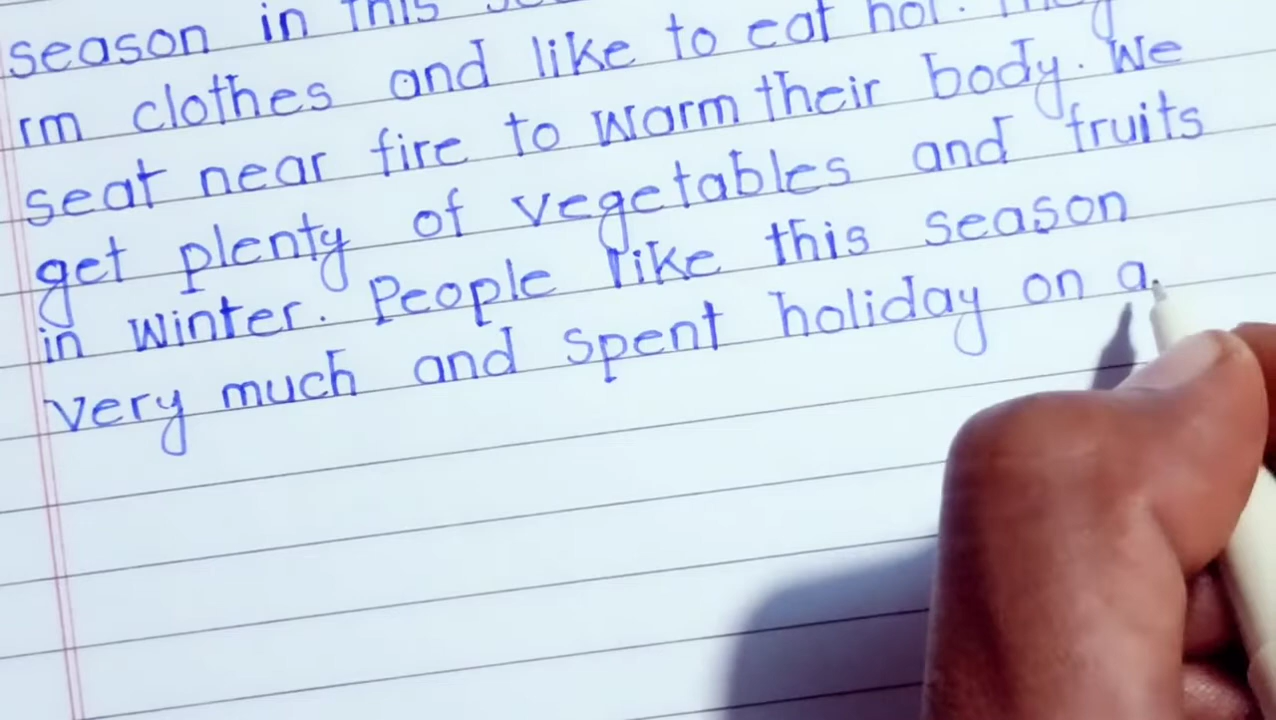 season in this
rm clothes and like to eat hot. They
seat near fire to warm their body. We
get plenty of vegetables and fruits
in winter. People like this season
very much and spent holiday on a